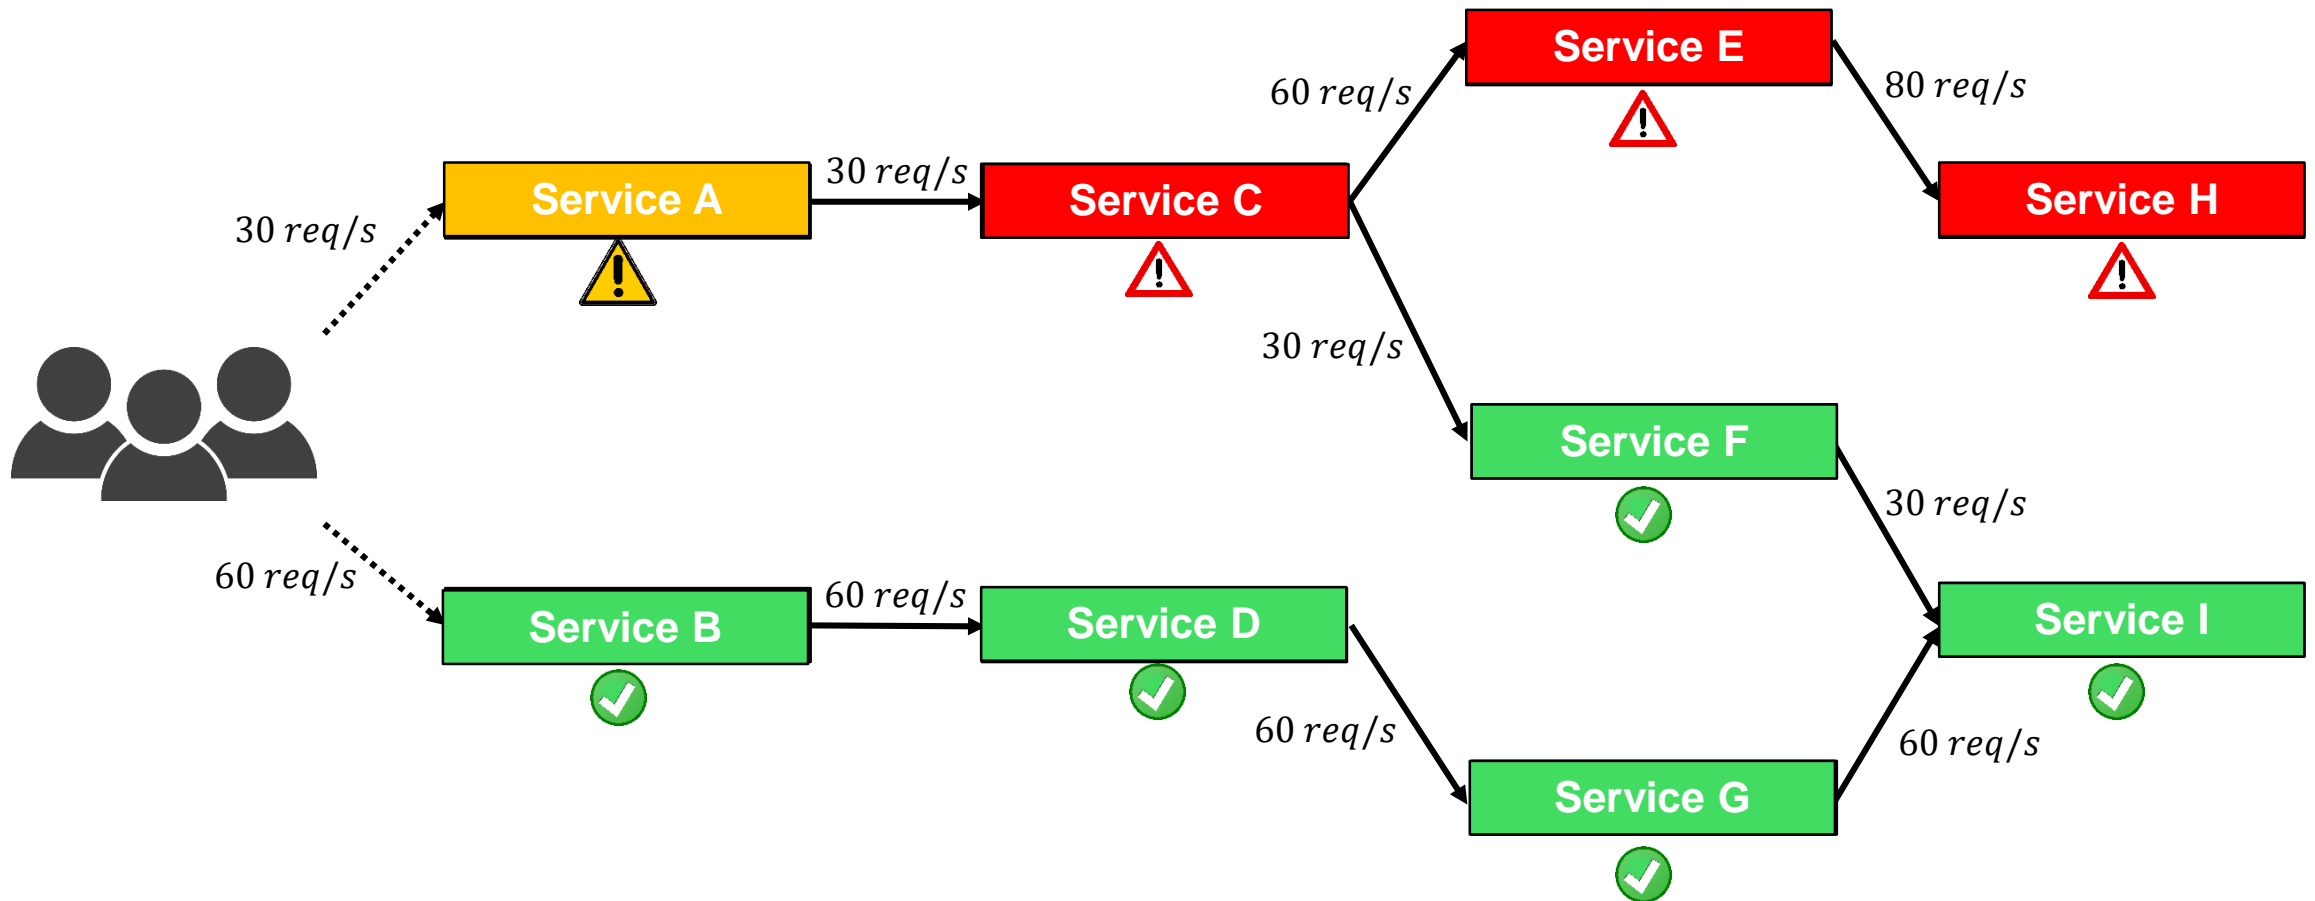 Service E
60 req/s
80 req/s
30 req/s
Service A
30 req/s
Service C
Service H
30 req/s
Service F
30 req/s
60 req/s
Service B
60 req/s
Service D
Service I
60 req/s
60 req/s
Service G